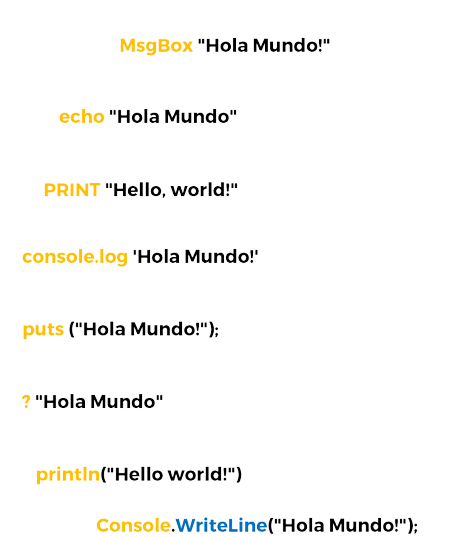 MsgBox "Hola Mundo!"
echo "Hola Mundo"
PRINT "Hello, world!"
console.log 'Hola Mundo!'
puts ("Hola Mundo!");
? "Hola Mundo"
println("Hello world!")
Console.WriteLine("Hola Mundo!");